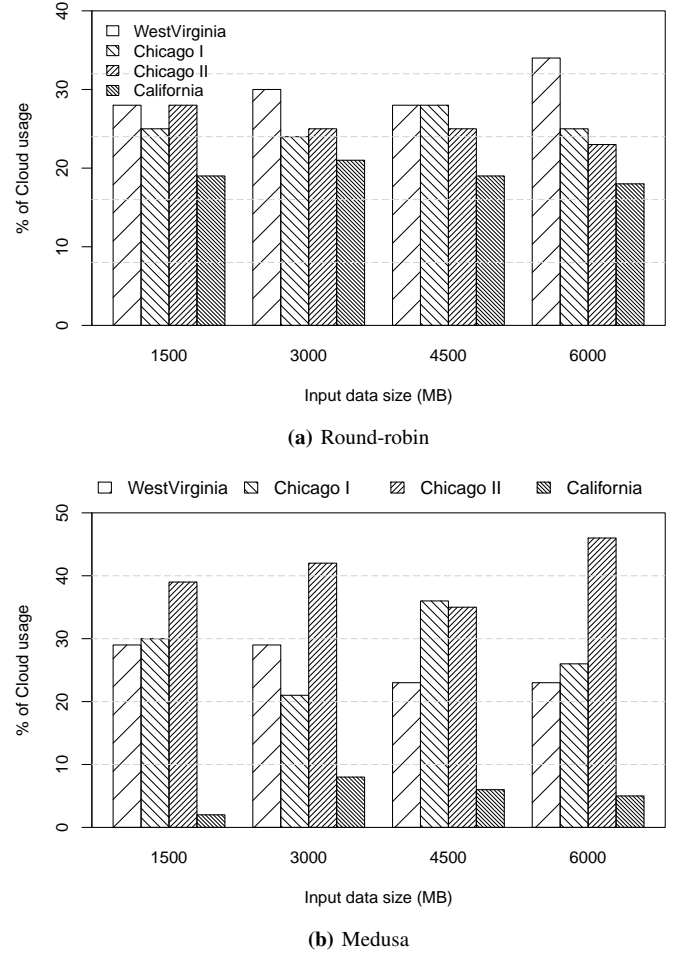 40
30
20
10
0
% of Cloud usage
WestVirginia
Chicago I
Chicago II
California
1500 3000 4500 6000
Input data size (MB)
(a) Round-robin
WestVirginia Chicago I Chicago II California
50
40
30
20
10
0
% of Cloud usage
1500 3000 4500 6000
Input data size (MB)
(b) Medusa